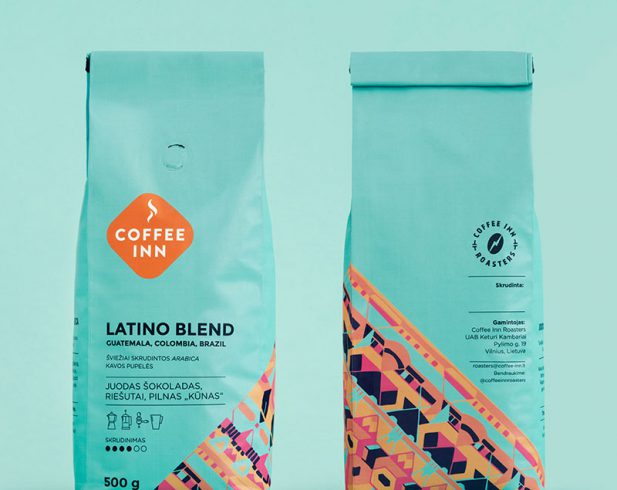 COFFEE
INN
LATINO BLEND
GUATEMALA, COLOMBIA, BRAZIL
ŠVIEŽIAI SKRUDINTOS ARABICA
KAVOS PUPELĖS
JUODAS ŠOKOLADAS,
RIEŠUTAI, PILNAS „KŪNAS“
SKRUDINIMAS
500 g
COFFEE INN
ROASTERS
Skrudinta:
Gamintojas:
Coffee Inn Roasters
UAB Keturi Kambariai
Pylimo g. 19
Vilnius, Lietuva
roasters@coffee-inn.lt
Bendraukime
@coffeeinnroasters